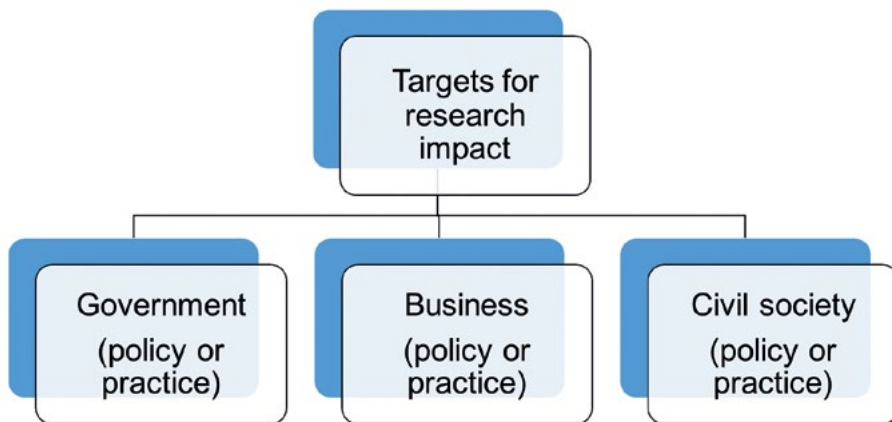 Targets for
research
impact
Government
(policy or
practice)
Business
(policy or
practice)
Civil society
(policy or
practice)